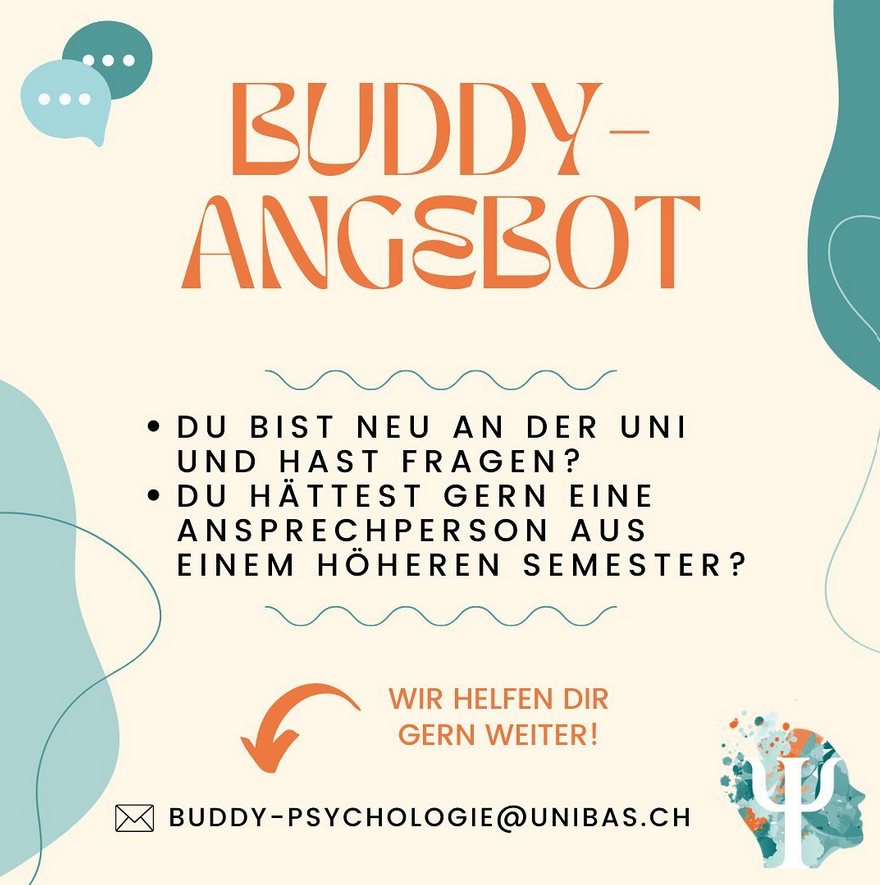 BUDDY-
ANGEBOT
• DU BIST NEU AN DER UNI
UND HAST FRAGEN?
• DU HÄTTEST GERN EINE
ANSPRECHPERSON AUS
EINEM HÖHEREN SEMESTER?
WIR HELFEN DIR
GERN WEITER!
BUDDY-PSYCHOLOGIE@UNIBAS.CH
Ψ